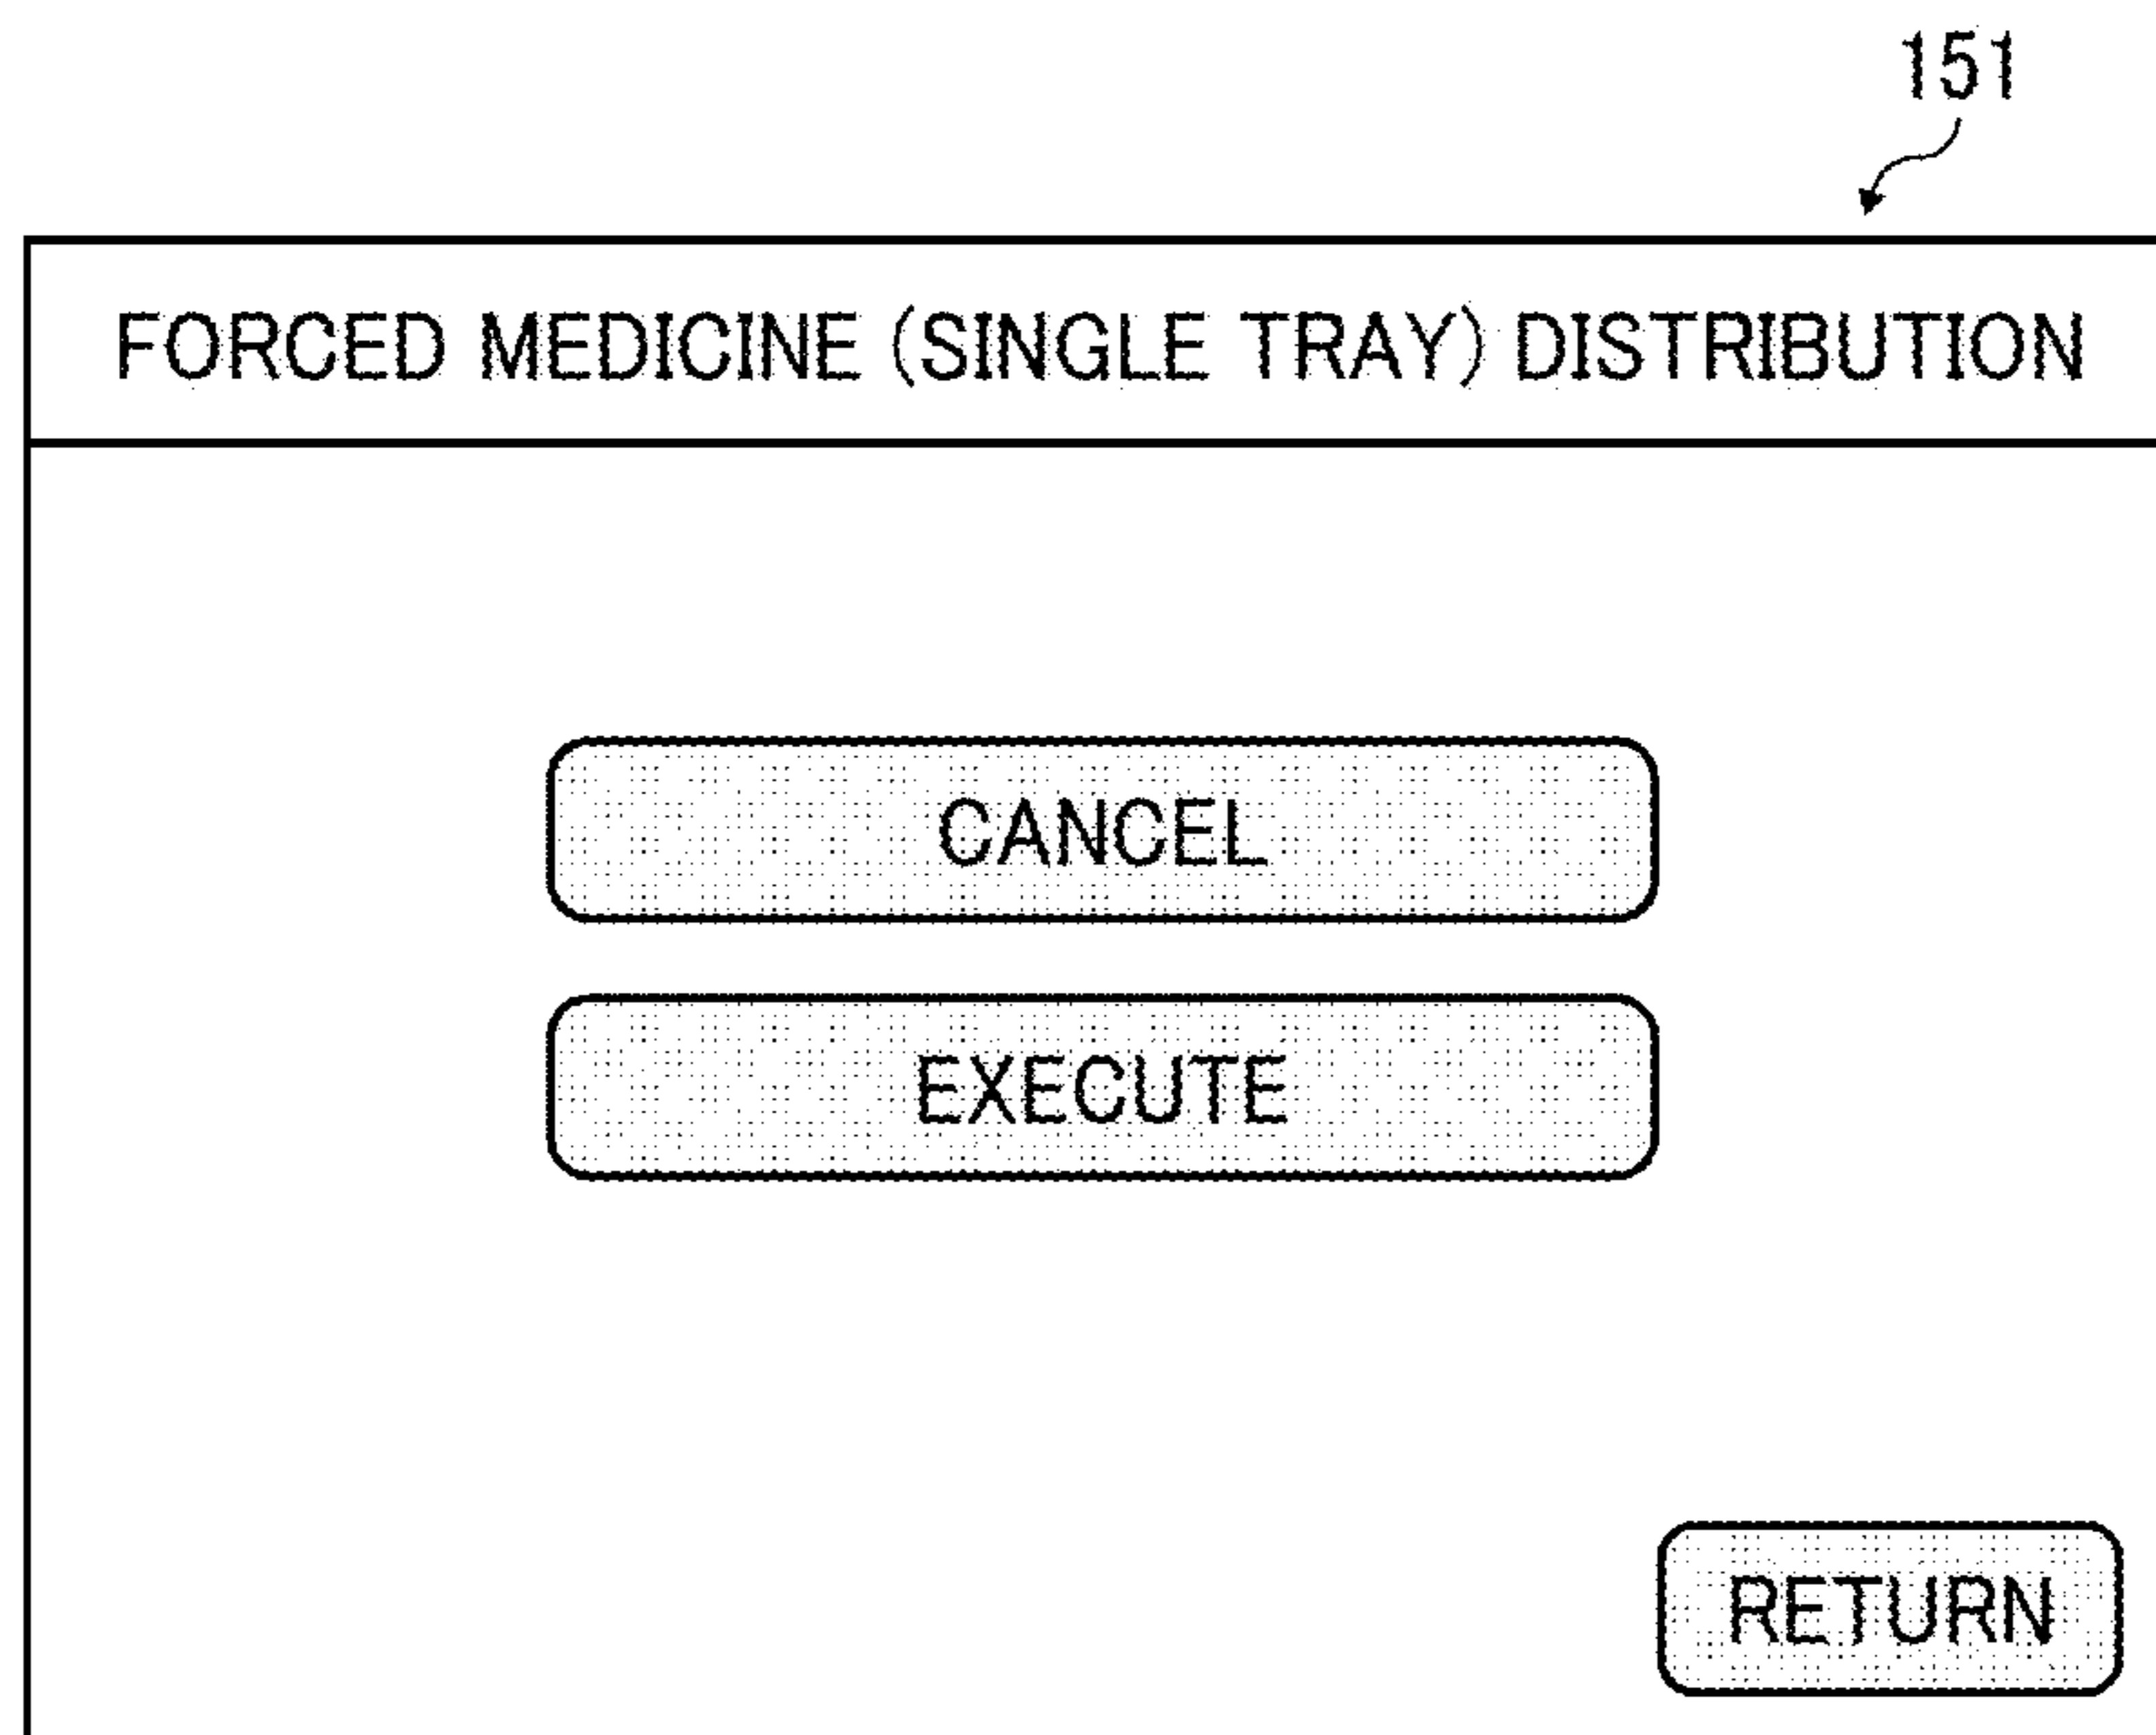 151
FORCED MEDICINE (SINGLE TRAY) DISTRIBUTION
CANCEL
EXECUTE
RETURN